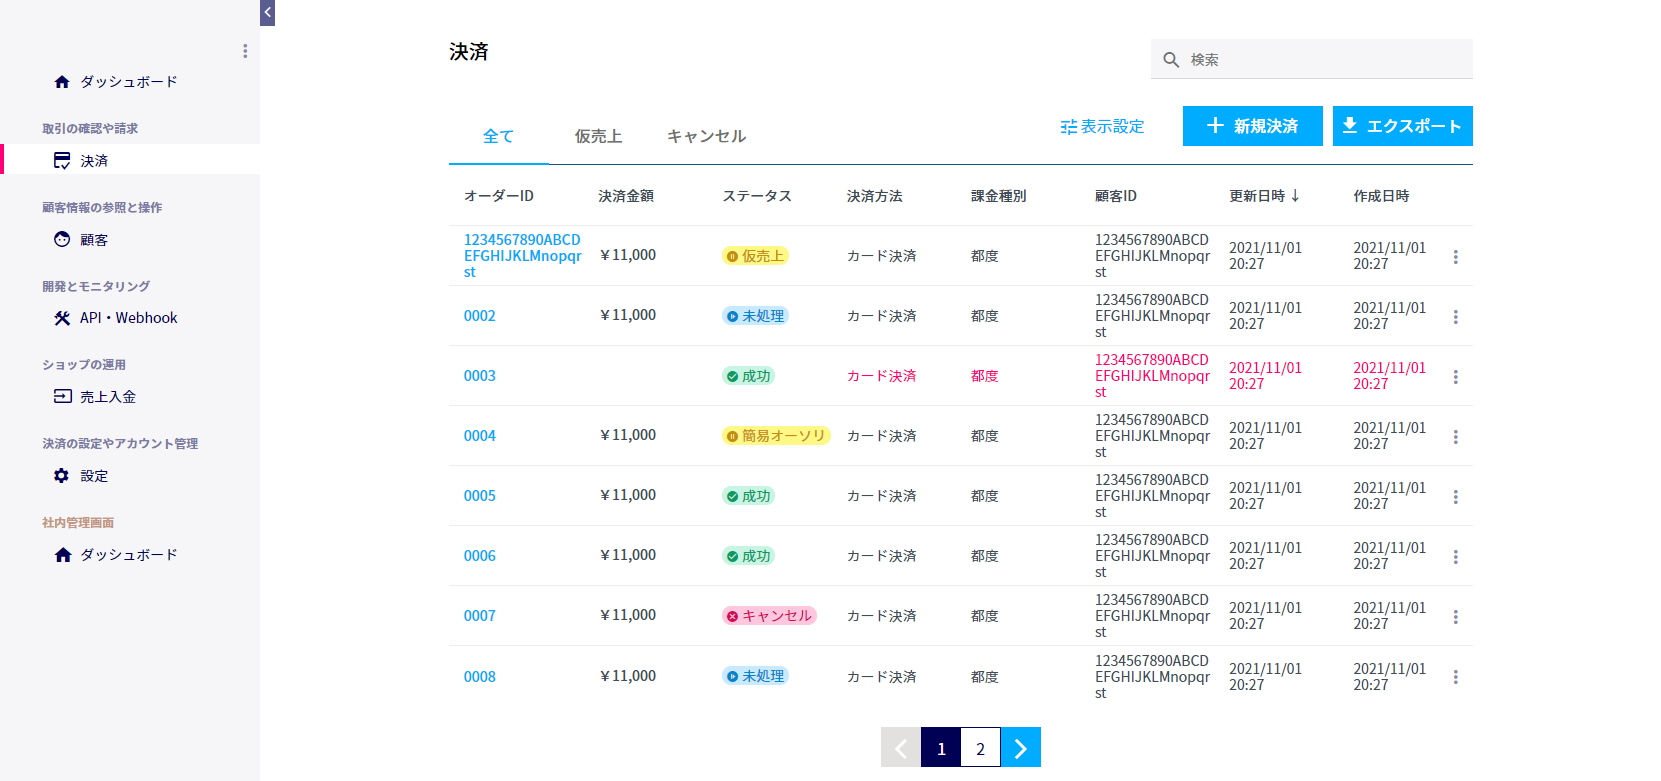 ダッシュボード
取引の確認や請求
決済
顧客情報の参照と操作
顧客
開発とモニタリング
API・Webhook
ショップの運用
売上入金
決済の設定やアカウント管理
設定
社内管理画面
ダッシュボード
決済
検索
全て 仮売上 キャンセル 表示設定 新規決済 エクスポート
オーダーID 決済金額 ステータス 決済方法 課金種別 顧客ID 更新日時 ↓ 作成日時
1234567890ABCD
EFGHIJKLMnopqr
st
￥11,000 仮売上 カード決済 都度
1234567890ABCD
EFGHIJKLMnopqr
st
2021/11/01
20:27
2021/11/01
20:27
0002 ￥11,000 未処理 カード決済 都度
1234567890ABCD
EFGHIJKLMnopqr
st
2021/11/01
20:27
2021/11/01
20:27
0003 成功 カード決済 都度
1234567890ABCD
EFGHIJKLMnopqr
st
2021/11/01
20:27
2021/11/01
20:27
0004 ￥11,000 簡易オーソリ カード決済 都度
1234567890ABCD
EFGHIJKLMnopqr
st
2021/11/01
20:27
2021/11/01
20:27
0005 ￥11,000 成功 カード決済 都度
1234567890ABCD
EFGHIJKLMnopqr
st
2021/11/01
20:27
2021/11/01
20:27
0006 ￥11,000 成功 カード決済 都度
1234567890ABCD
EFGHIJKLMnopqr
st
2021/11/01
20:27
2021/11/01
20:27
0007 ￥11,000 キャンセル カード決済 都度
1234567890ABCD
EFGHIJKLMnopqr
st
2021/11/01
20:27
2021/11/01
20:27
0008 ￥11,000 未処理 カード決済 都度
1234567890ABCD
EFGHIJKLMnopqr
st
2021/11/01
20:27
2021/11/01
20:27
1 2